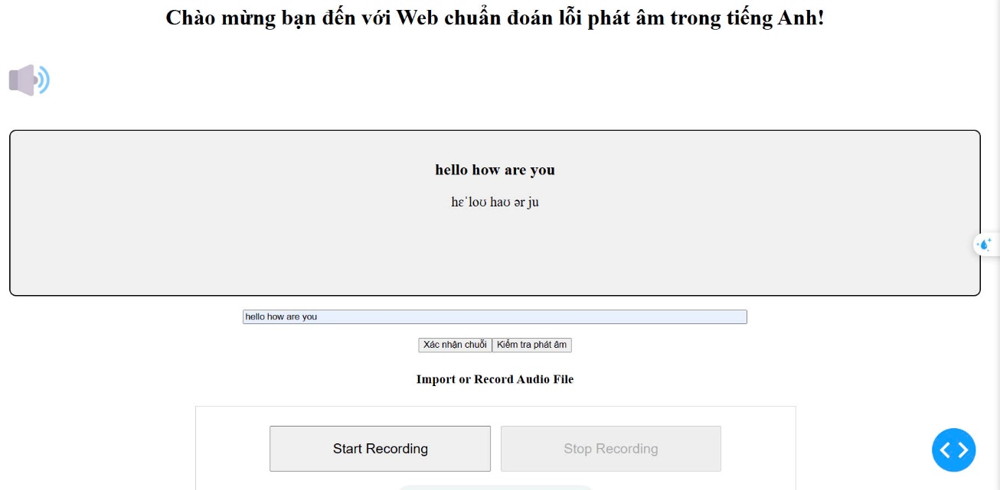 Chào mừng bạn đến với Web chuẩn đoán lỗi phát âm trong tiếng Anh!
hello how are you
hɛˈloʊ haʊ ər ju
hello how are you
Xác nhận chuỗi Kiểm tra phát âm
Import or Record Audio File
Start Recording Stop Recording